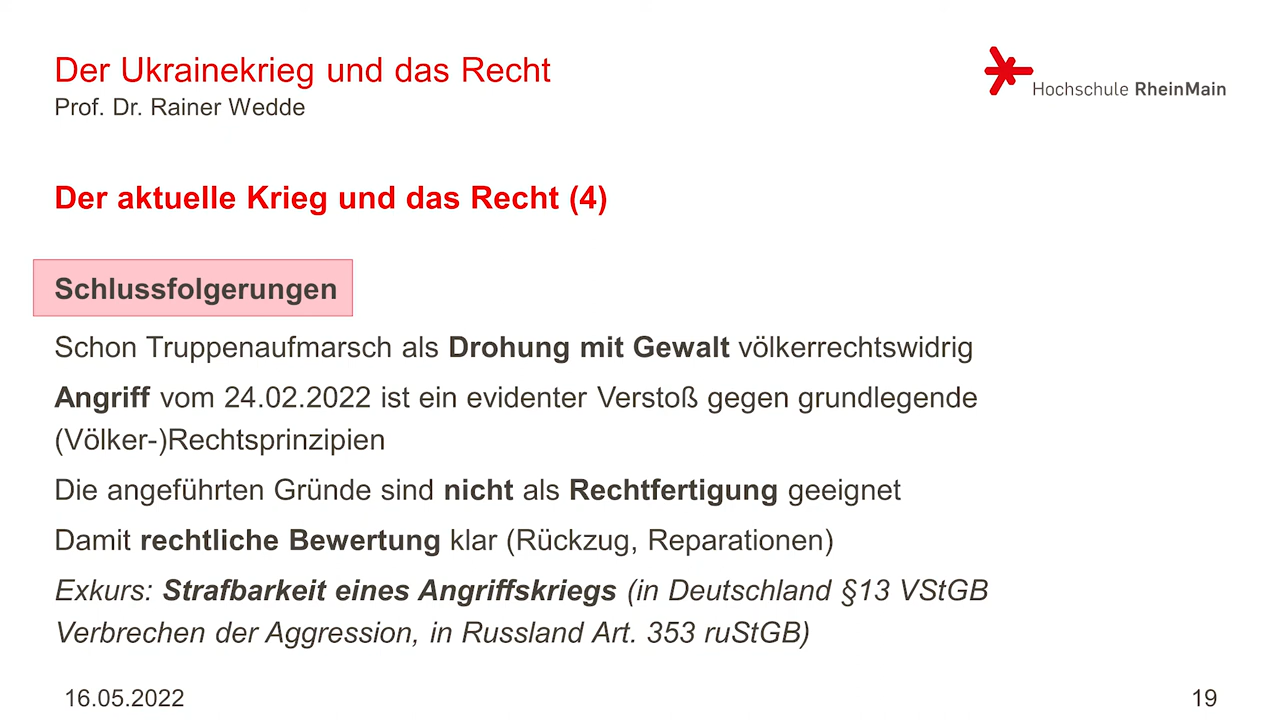 Der Ukrainekrieg und das Recht
Prof. Dr. Rainer Wedde
Hochschule RheinMain
Der aktuelle Krieg und das Recht (4)
Schlussfolgerungen
Schon Truppenaufmarsch als Drohung mit Gewalt völkerrechtswidrig
Angriff vom 24.02.2022 ist ein evidenter Verstoß gegen grundlegende
(Völker-)Rechtsprinzipien
Die angeführten Gründe sind nicht als Rechtfertigung geeignet
Damit rechtliche Bewertung klar (Rückzug, Reparationen)
Exkurs: Strafbarkeit eines Angriffskriegs (in Deutschland §13 VStGB
Verbrechen der Aggression, in Russland Art. 353 ruStGB)
16.05.2022
19